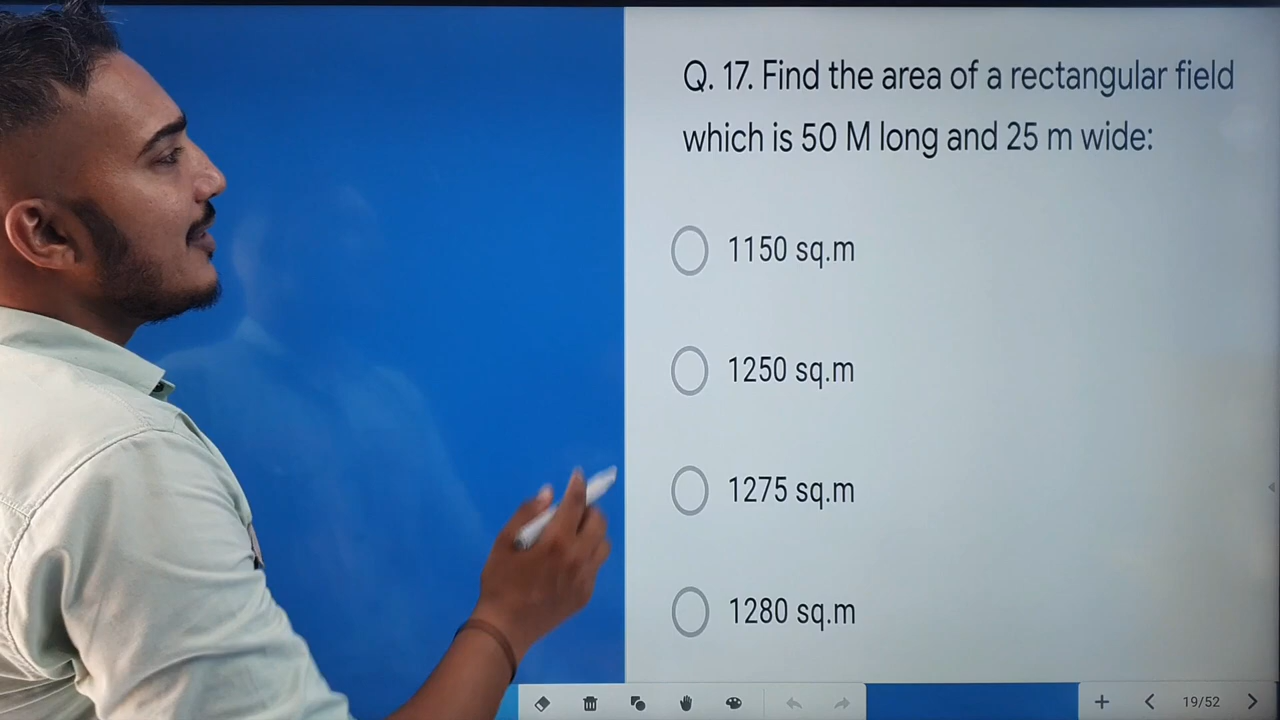 Q. 17. Find the area of a rectangular field
which is 50 M long and 25 m wide:
1150 sq.m
1250 sq.m
1275 sq.m
1280 sq.m
19/52